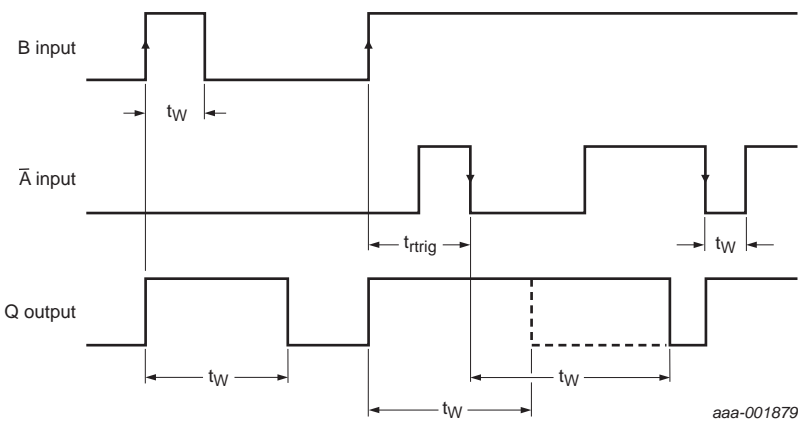 B input
tW
A̅ input
trtrig
tW
Q output
tW
tW
tW
aaa-001879